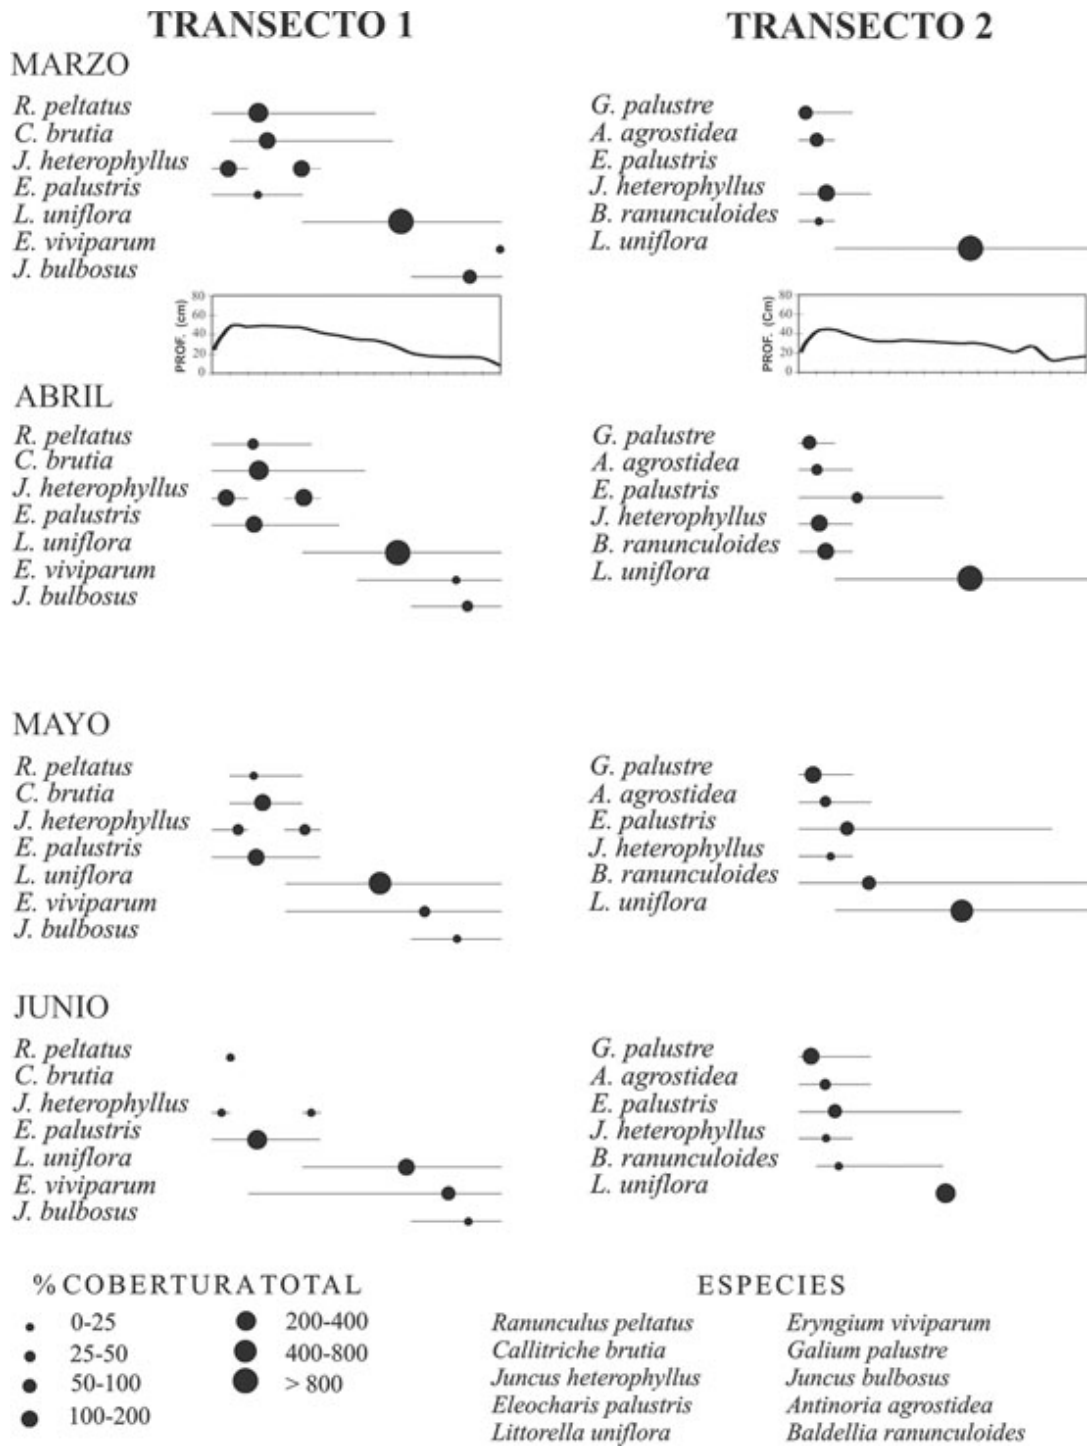 TRANSECTO 1
MARZO
R. peltatus
C. brutia
J. heterophyllus
E. palustris
L. uniflora
E. viviparum
J. bulbosus
PROF. (cm)
80
60
40
20
0
ABRIL
R. peltatus
C. brutia
J. heterophyllus
E. palustris
L. uniflora
E. viviparum
J. bulbosus
MAYO
R. peltatus
C. brutia
J. heterophyllus
E. palustris
L. uniflora
E. viviparum
J. bulbosus
JUNIO
R. peltatus
C. brutia
J. heterophyllus
E. palustris
L. uniflora
E. viviparum
J. bulbosus
TRANSECTO 2
G. palustre
A. agrostidea
E. palustris
J. heterophyllus
B. ranunculoides
L. uniflora
PROF. (Cm)
80
60
40
20
0
G. palustre
A. agrostidea
E. palustris
J. heterophyllus
B. ranunculoides
L. uniflora
G. palustre
A. agrostidea
E. palustris
J. heterophyllus
B. ranunculoides
L. uniflora
G. palustre
A. agrostidea
E. palustris
J. heterophyllus
B. ranunculoides
L. uniflora
% COBERTURA TOTAL
0-25
25-50
50-100
100-200
200-400
400-800
> 800
ESPECIES
Ranunculus peltatus
Callitriche brutia
Juncus heterophyllus
Eleocharis palustris
Littorella uniflora
Eryngium viviparum
Galium palustre
Juncus bulbosus
Antinoria agrostidea
Baldellia ranunculoides